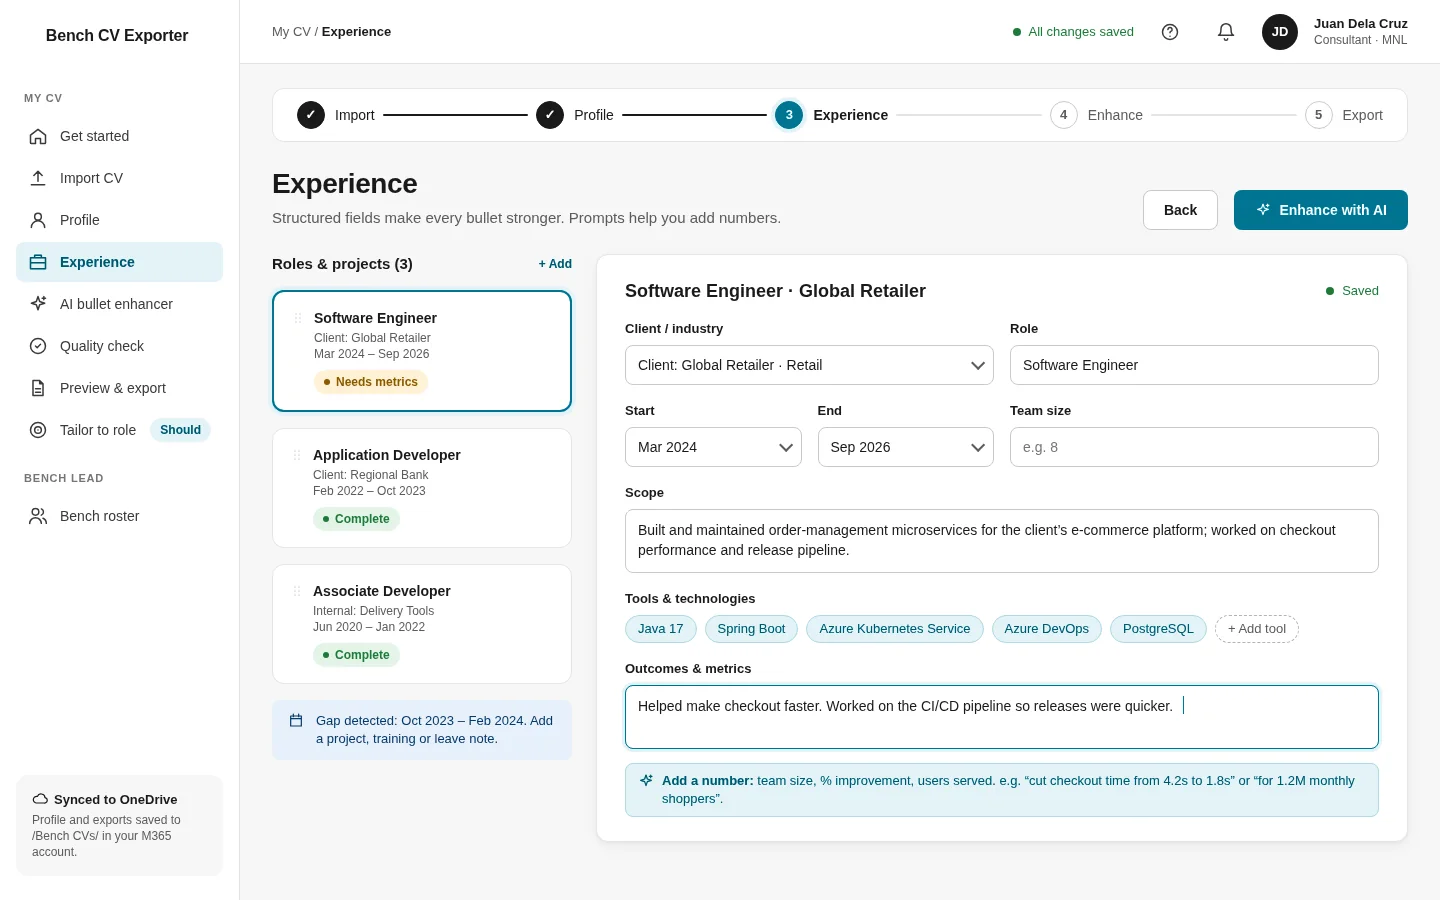 Bench CV Exporter
MY CV
Get started
Import CV
Profile
Experience
AI bullet enhancer
Quality check
Preview & export
Tailor to role Should
BENCH LEAD
Bench roster
Synced to OneDrive
Profile and exports saved to
/Bench CVs/ in your M365
account.
My CV / Experience
All changes saved
JD
Juan Dela Cruz
Consultant · MNL
✓ Import
✓ Profile
3 Experience
4 Enhance
5 Export
Experience
Structured fields make every bullet stronger. Prompts help you add numbers.
Back
Enhance with AI
Roles & projects (3)
+ Add
Software Engineer
Client: Global Retailer
Mar 2024 – Sep 2026
Needs metrics
Application Developer
Client: Regional Bank
Feb 2022 – Oct 2023
Complete
Associate Developer
Internal: Delivery Tools
Jun 2020 – Jan 2022
Complete
Gap detected: Oct 2023 – Feb 2024. Add
a project, training or leave note.
Software Engineer · Global Retailer
Saved
Client / industry
Client: Global Retailer · Retail
Role
Software Engineer
Start
Mar 2024
End
Sep 2026
Team size
e.g. 8
Scope
Built and maintained order-management microservices for the client’s e-commerce platform; worked on checkout
performance and release pipeline.
Tools & technologies
Java 17
Spring Boot
Azure Kubernetes Service
Azure DevOps
PostgreSQL
+ Add tool
Outcomes & metrics
Helped make checkout faster. Worked on the CI/CD pipeline so releases were quicker.
Add a number: team size, % improvement, users served. e.g. “cut checkout time from 4.2s to 1.8s” or “for 1.2M monthly
shoppers”.